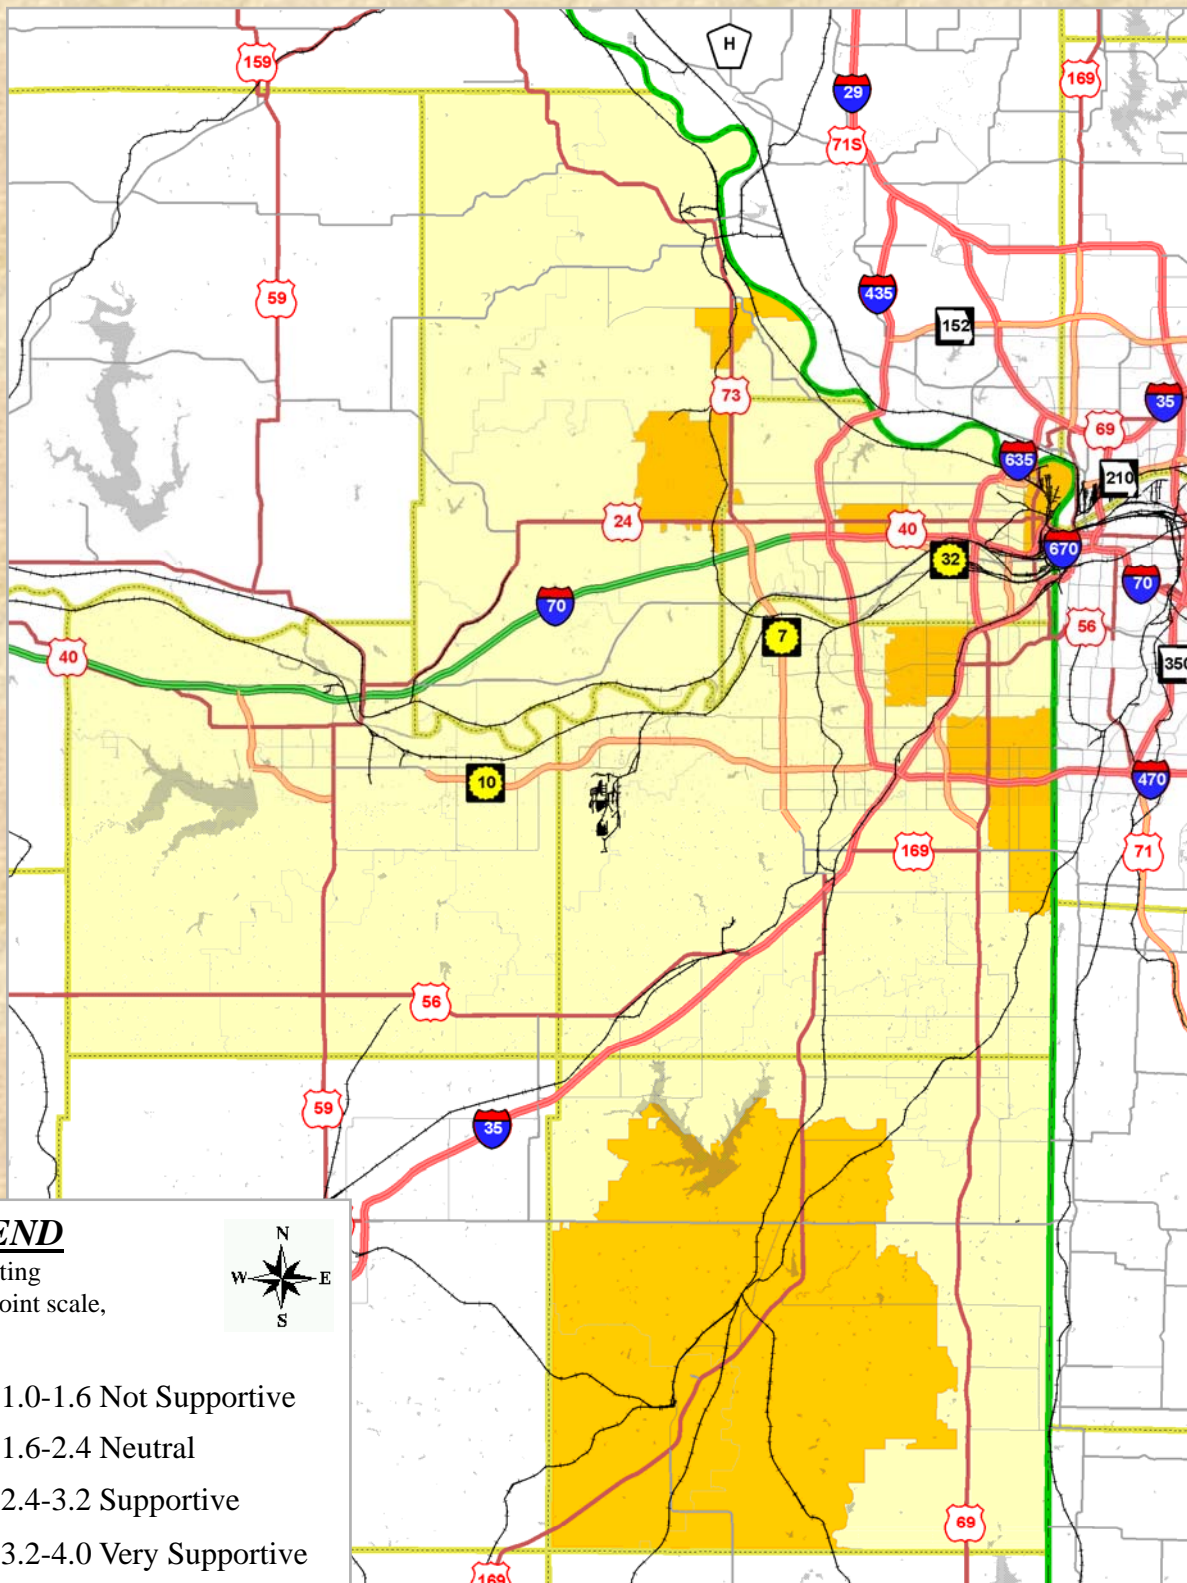 H
159
29
169
71S
59
435
152
73
35
69
635
210
24
40
32
670
70
70
7
56
40
350
10
470
169
71
56
59
35
END
ting
oint scale,
N
W E
S
1.0-1.6 Not Supportive
1.6-2.4 Neutral
2.4-3.2 Supportive
3.2-4.0 Very Supportive
69
169